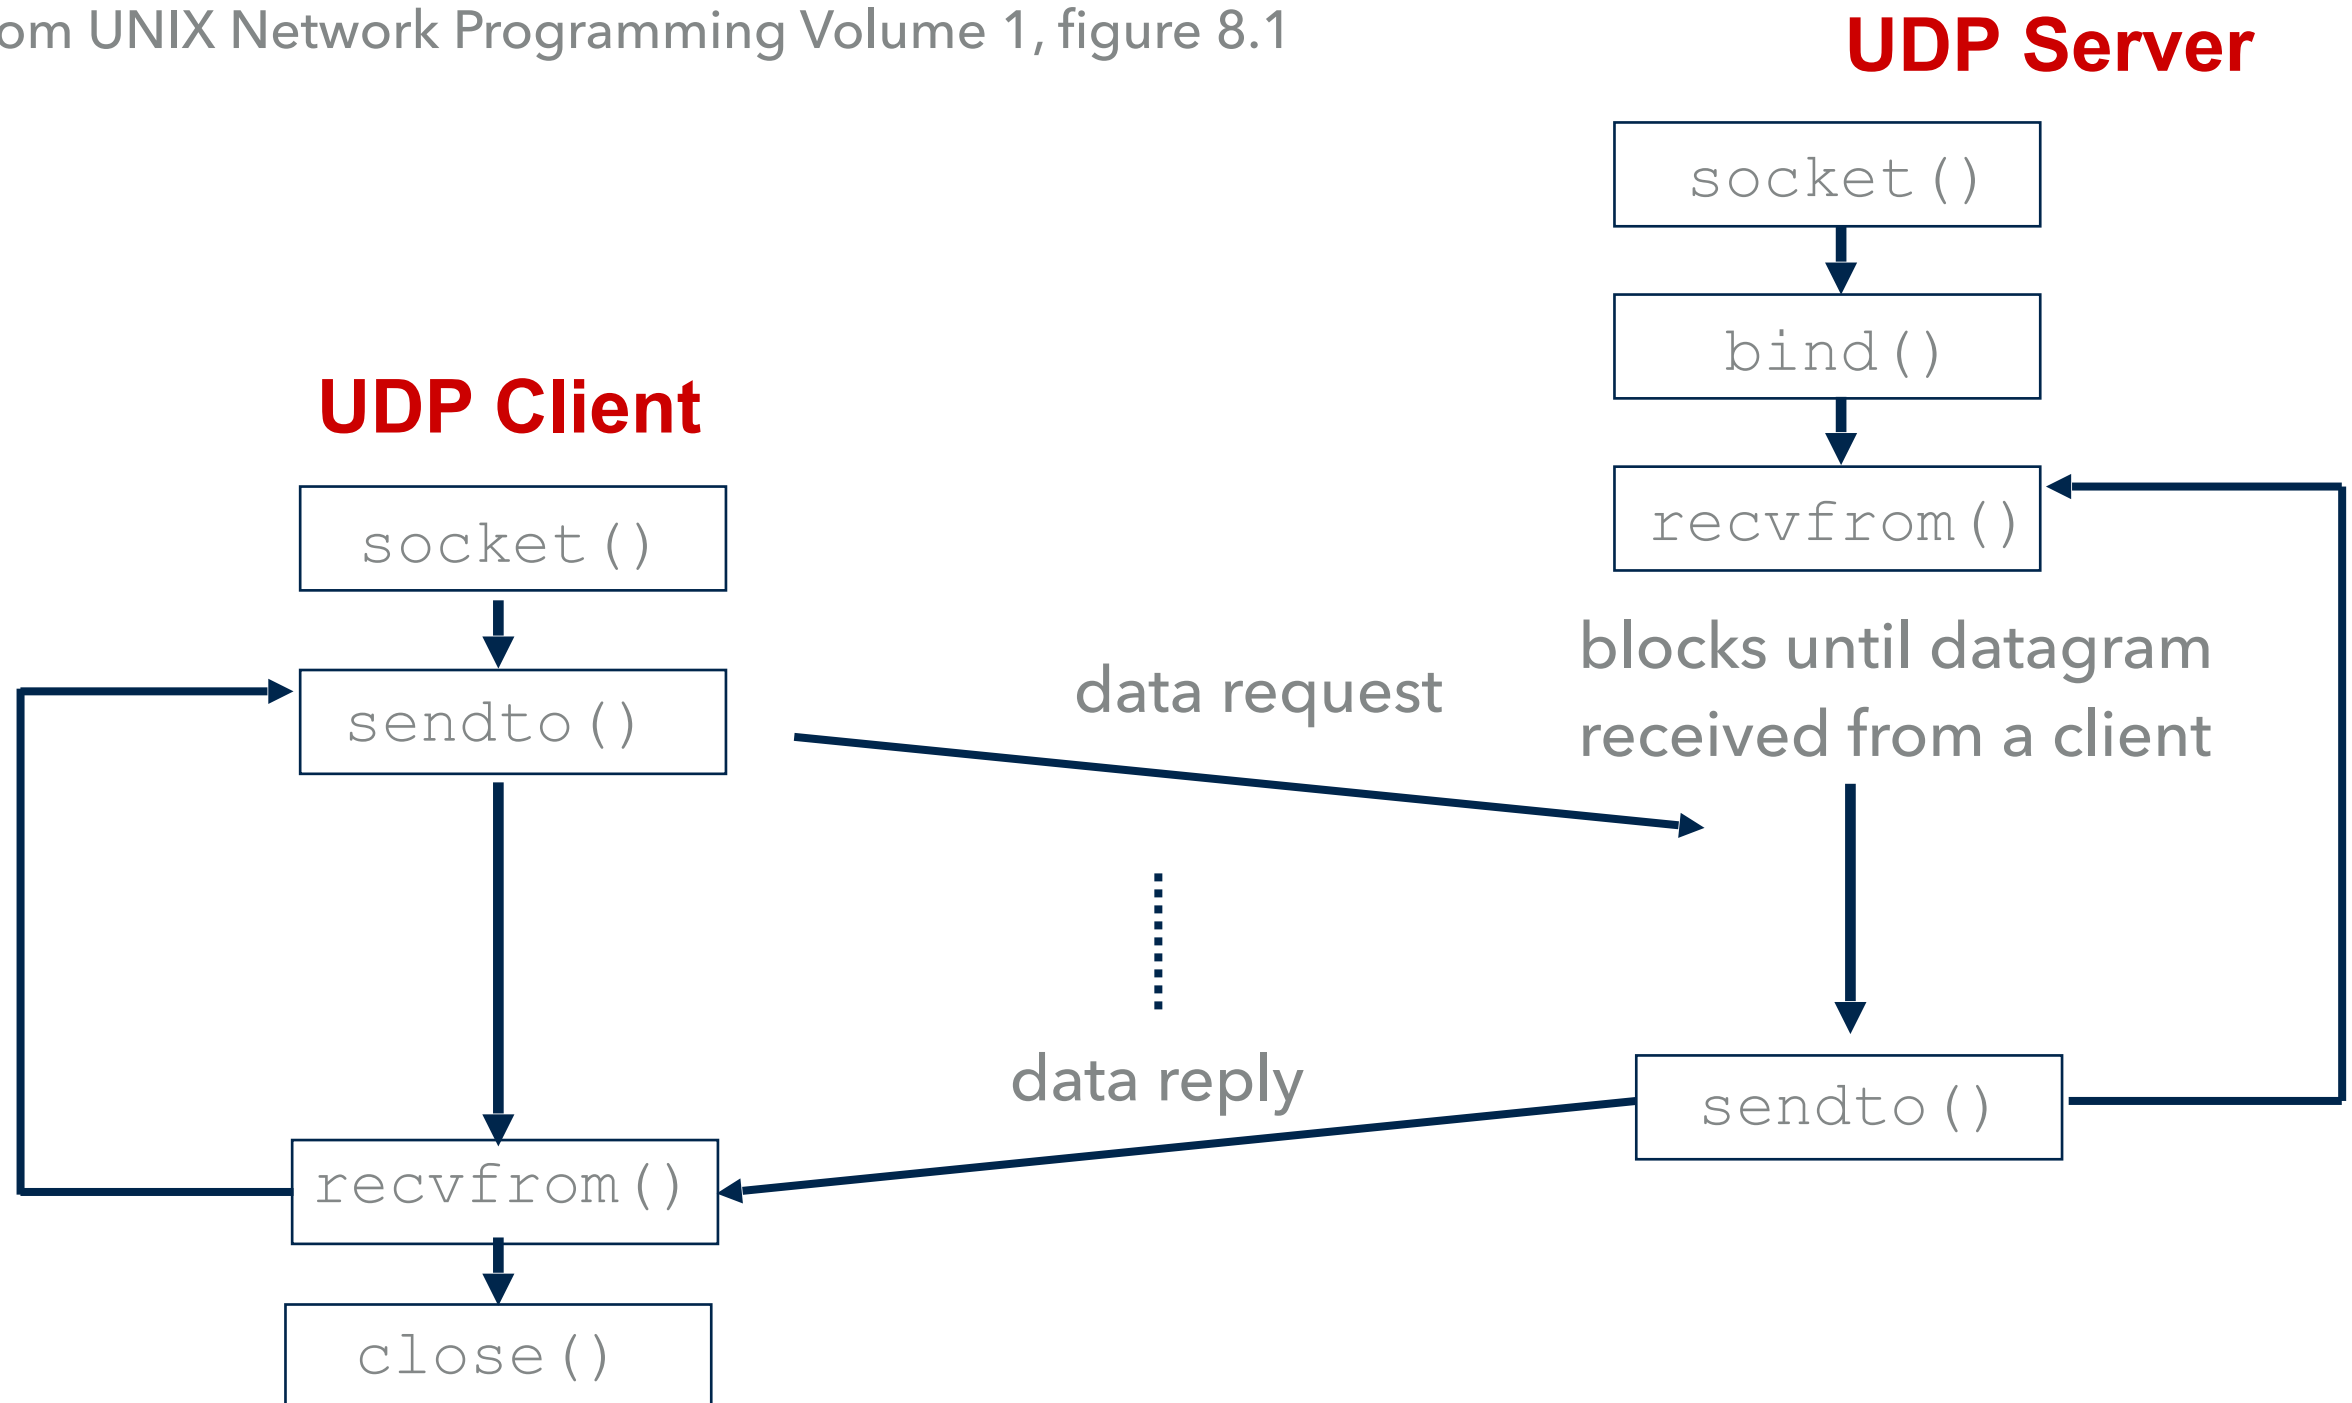 om UNIX Network Programming Volume 1, figure 8.1
UDP Server
socket()
bind()
recvfrom()
blocks until datagram
received from a client
sendto()
UDP Client
socket()
sendto()
recvfrom()
close()
data request
data reply